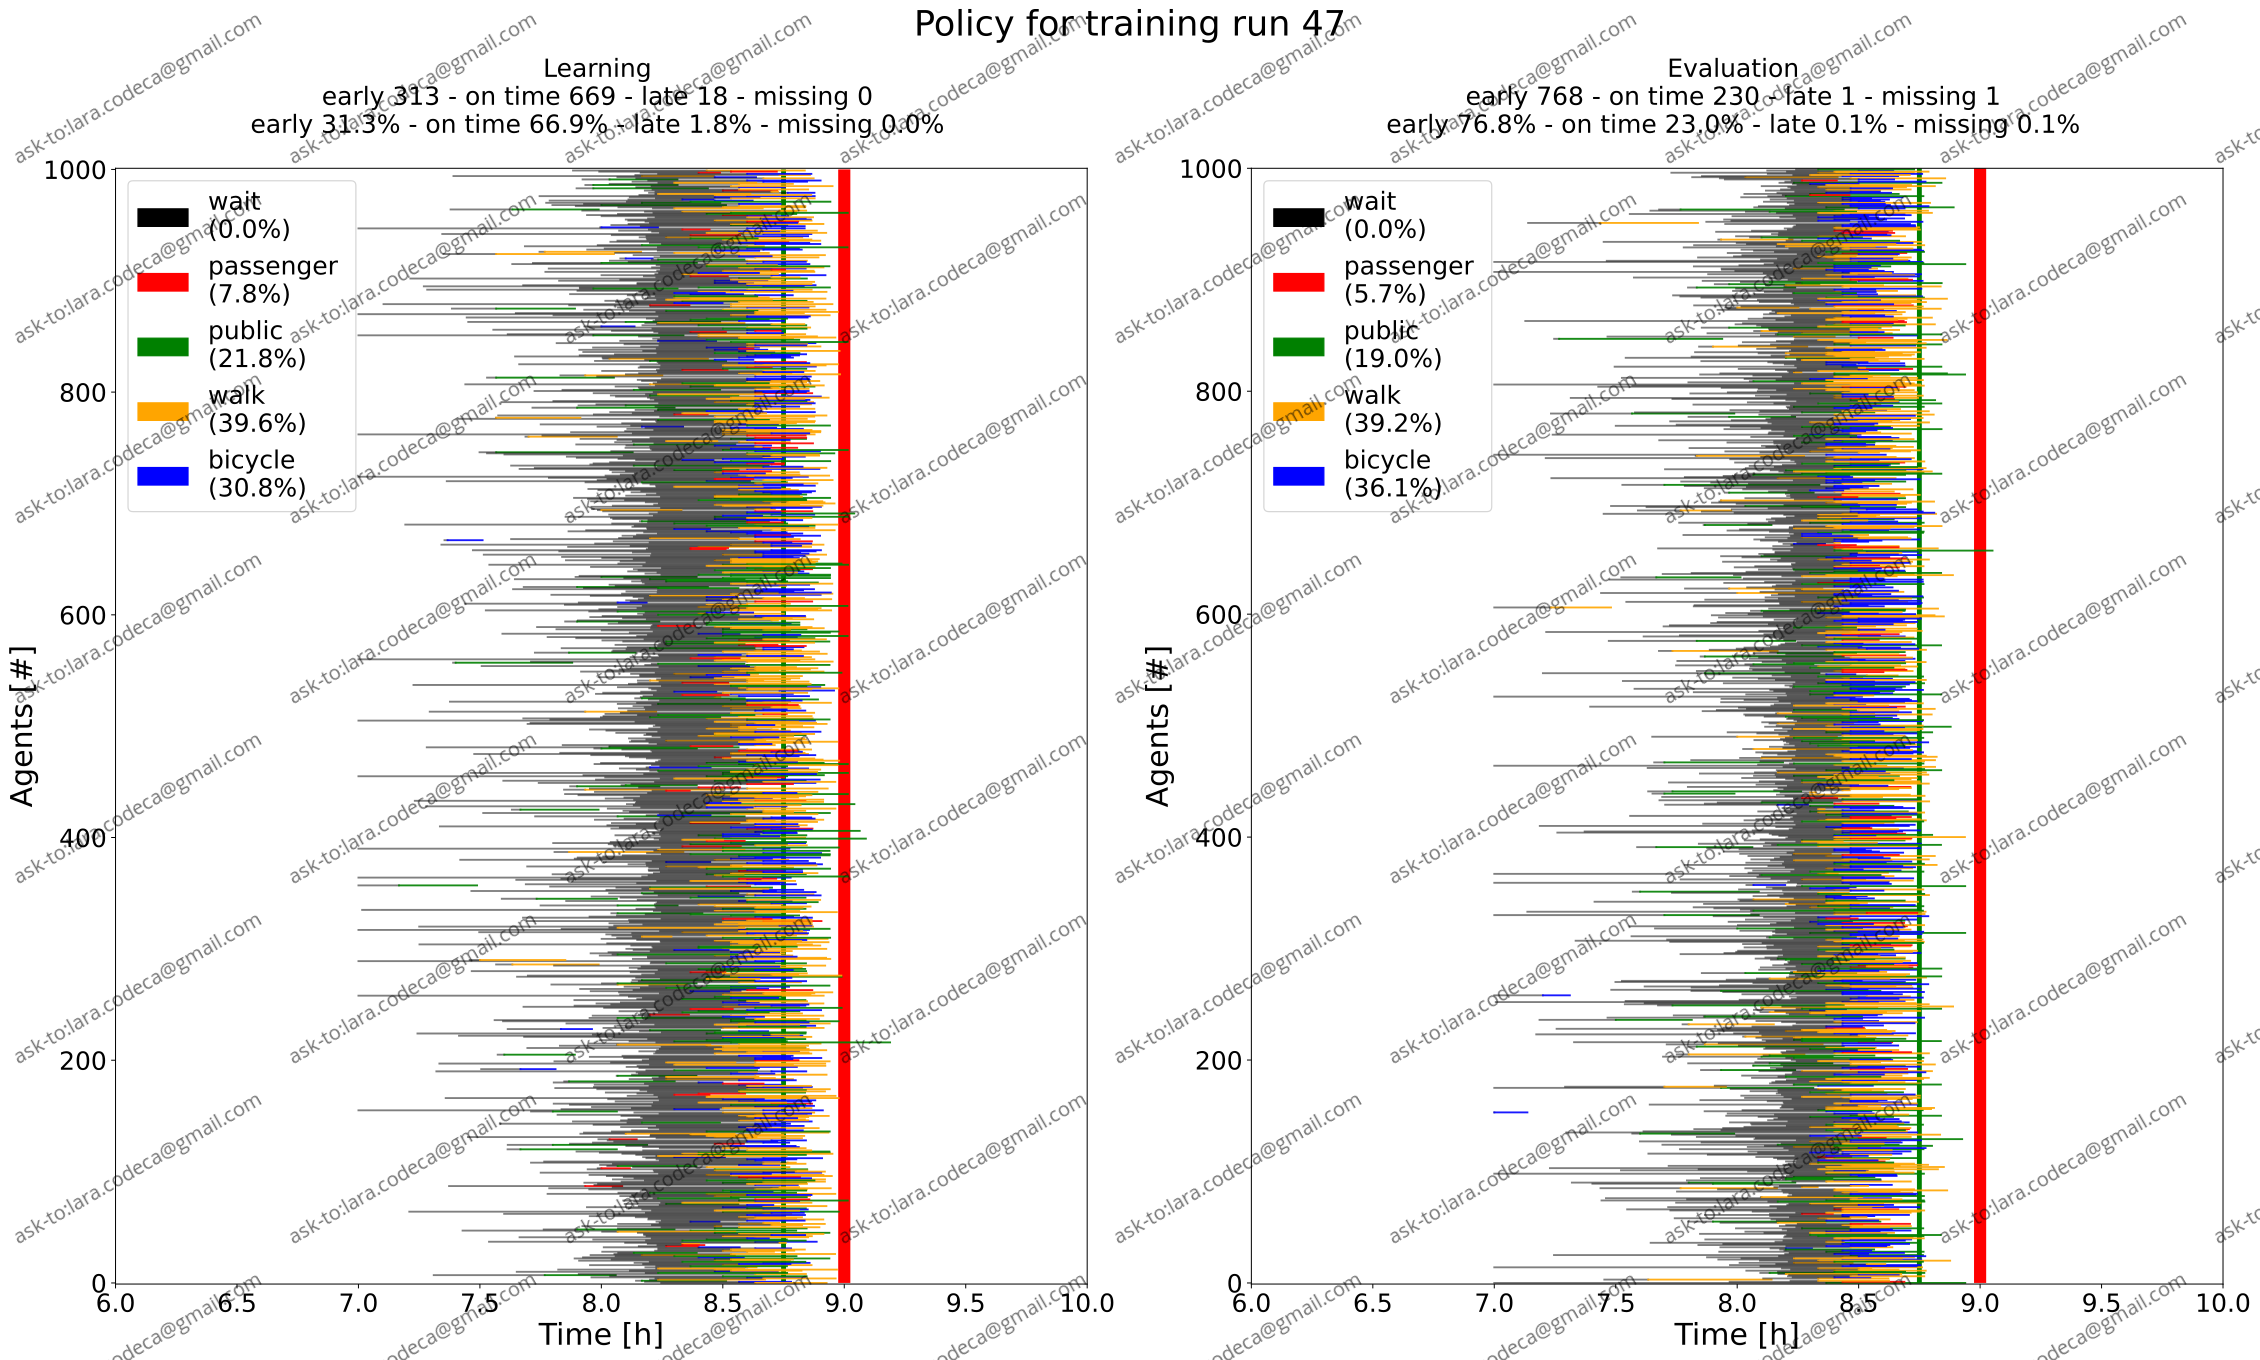 Policy for training run 47
Learning
early 313 - on time 669 - late 18 - missing 0
early 31.3% - on time 66.9% - late 1.8% - missing 0.0%
1000
800
600
400
200
0
Agents [#]
wait
(0.0%)
passenger
(7.8%)
public
(21.8%)
walk
(39.6%)
bicycle
(30.8%)
6.0 6.5 7.0 7.5 8.0 8.5 9.0 9.5 10.0
Time [h]
Evaluation
early 768 - on time 230 - late 1 - missing 1
early 76.8% - on time 23.0% - late 0.1% - missing 0.1%
1000
800
600
400
200
0
Agents [#]
wait
(0.0%)
passenger
(5.7%)
public
(19.0%)
walk
(39.2%)
bicycle
(36.1%)
6.0 6.5 7.0 7.5 8.0 8.5 9.0 9.5 10.0
Time [h]
ask-to:lara.codeca@gmail.com